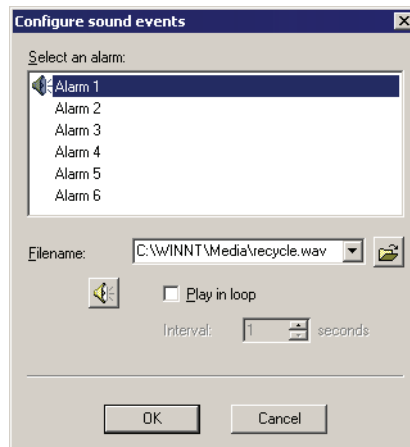 Configure sound events
Select an alarm:
Alarm 1
Alarm 2
Alarm 3
Alarm 4
Alarm 5
Alarm 6
Filename: C:\WINNT\Media\recycle.wav
Play in loop
Interval: 1 seconds
OK Cancel